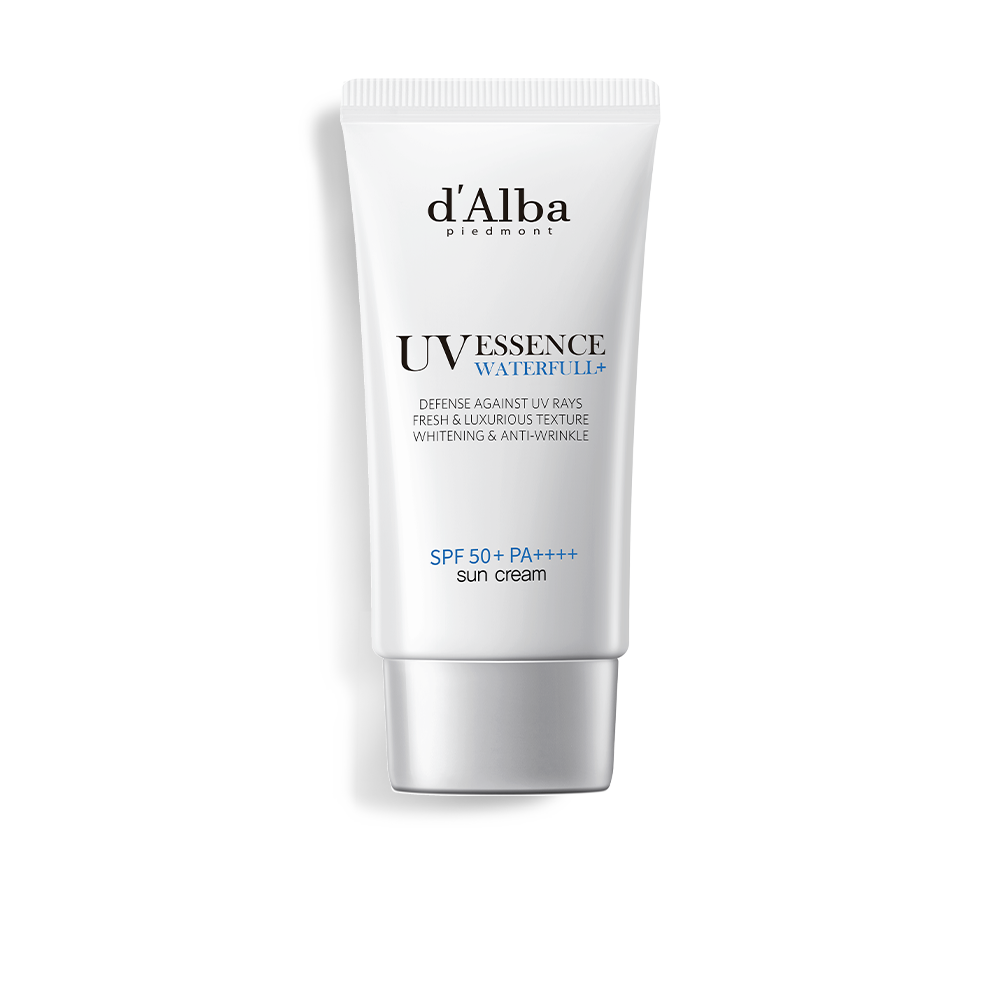 d'Alba
piedmont
UV ESSENCE
WATERFULL+
DEFENSE AGAINST UV RAYS
FRESH & LUXURIOUS TEXTURE
WHITENING & ANTI-WRINKLE
SPF 50+ PA++++
sun cream